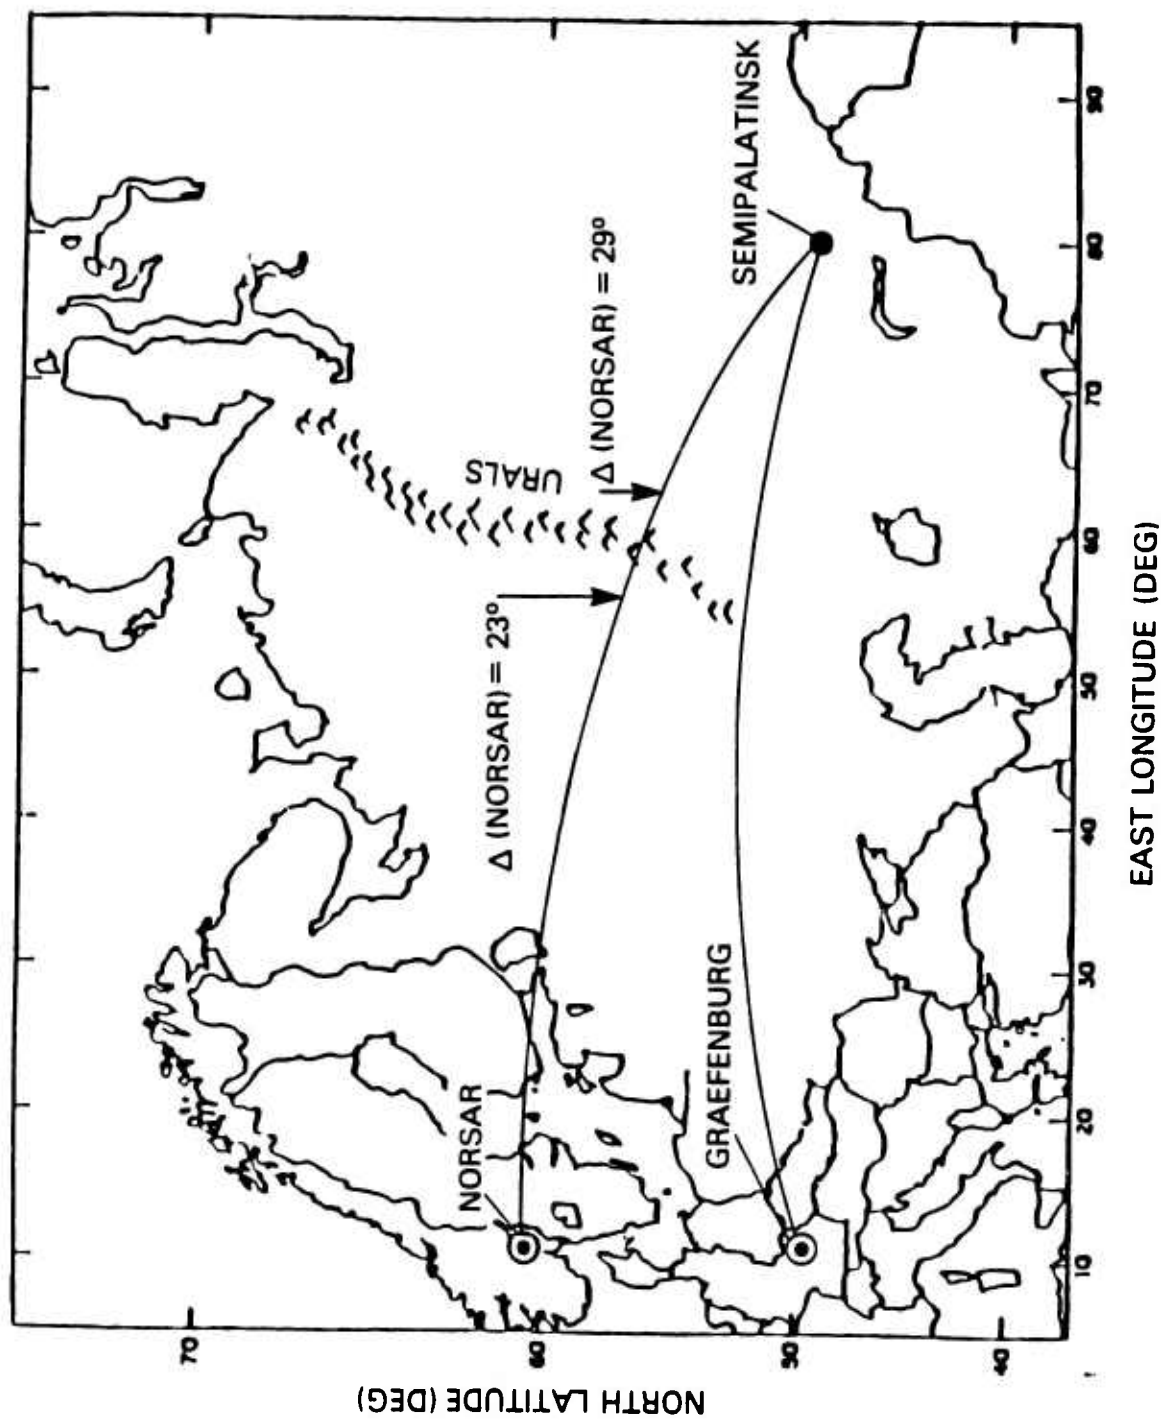 NORTH LATITUDE (DEG)
70
60
50
40
NORSAR
GRAEFENBURG
Δ (NORSAR) = 23°
URALS
Δ (NORSAR) = 29°
SEMIPALATINSK
10
20
30
40
50
60
70
80
90
EAST LONGITUDE (DEG)